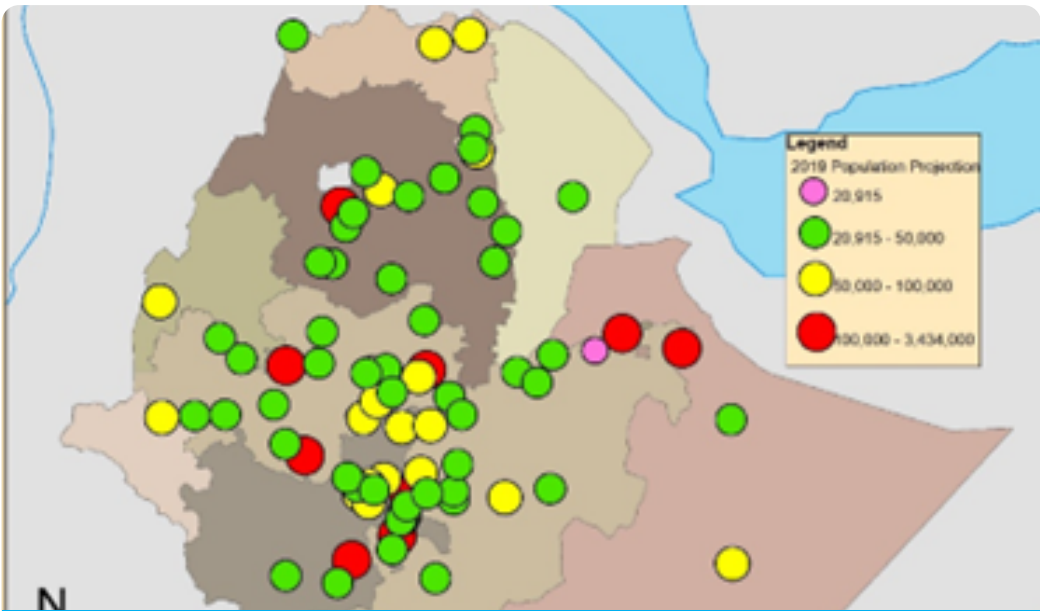 Legend
2019 Population Projection
20,915
20,915 - 50,000
50,000 - 100,000
100,000 - 3,434,000
N